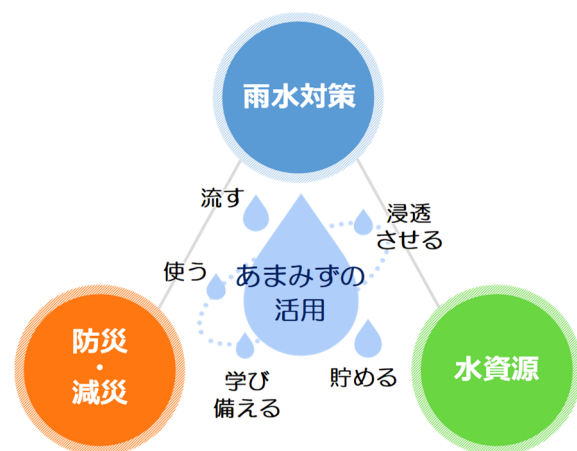 雨水対策
流す
浸透
させる
使う
あまみずの
活用
防災
・
減災
学び
備える
貯める
水資源